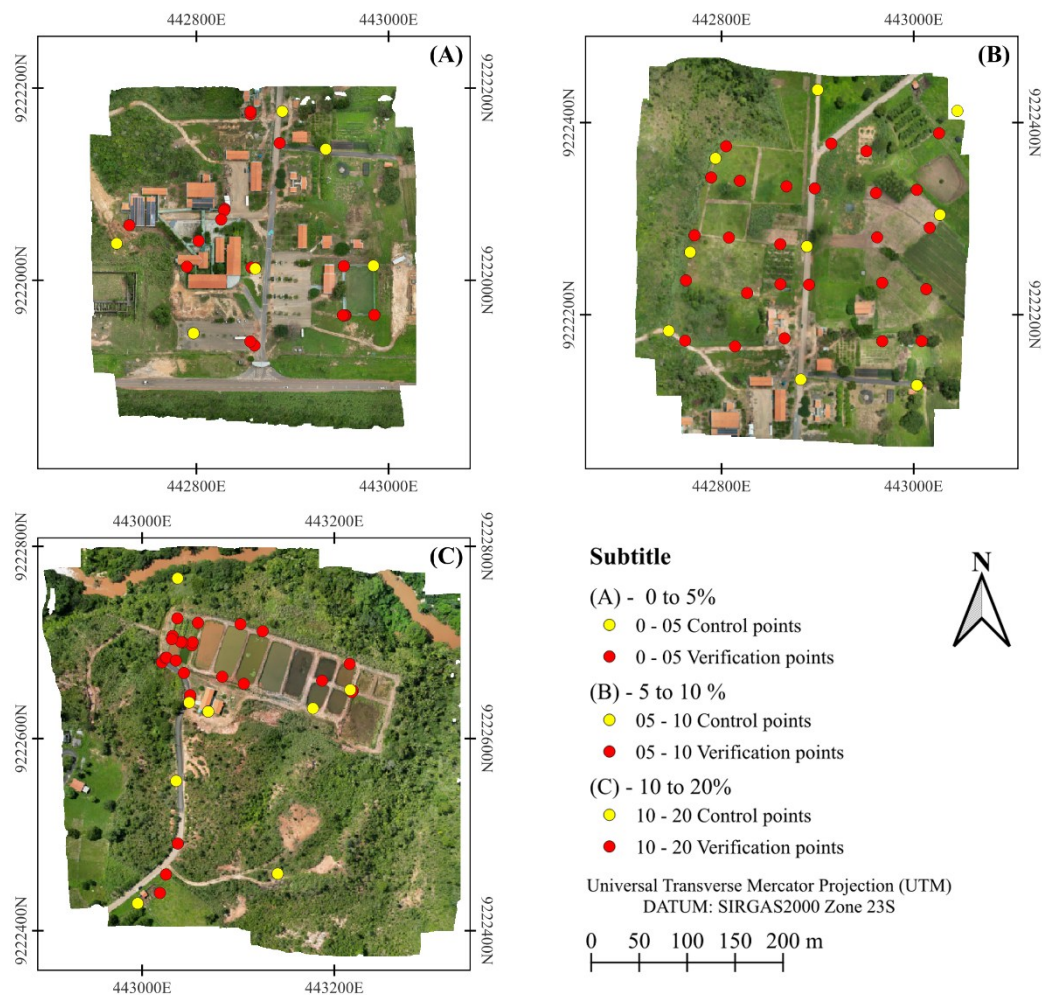 442800E 443000E
(A)
9222200N 9222200N
9222000N 9222000N
442800E 443000E
442800E 443000E
(B)
9222400N 9222400N
9222200N 9222200N
442800E 443000E
443000E 443200E
(C)
9222800N 9222800N
9222600N 9222600N
9222400N 9222400N
443000E 443200E
Subtitle
(A) - 0 to 5%
0 - 05 Control points
0 - 05 Verification points
(B) - 5 to 10 %
05 - 10 Control points
05 - 10 Verification points
(C) - 10 to 20%
10 - 20 Control points
10 - 20 Verification points
N
Universal Transverse Mercator Projection (UTM)
DATUM: SIRGAS2000 Zone 23S
0 50 100 150 200 m